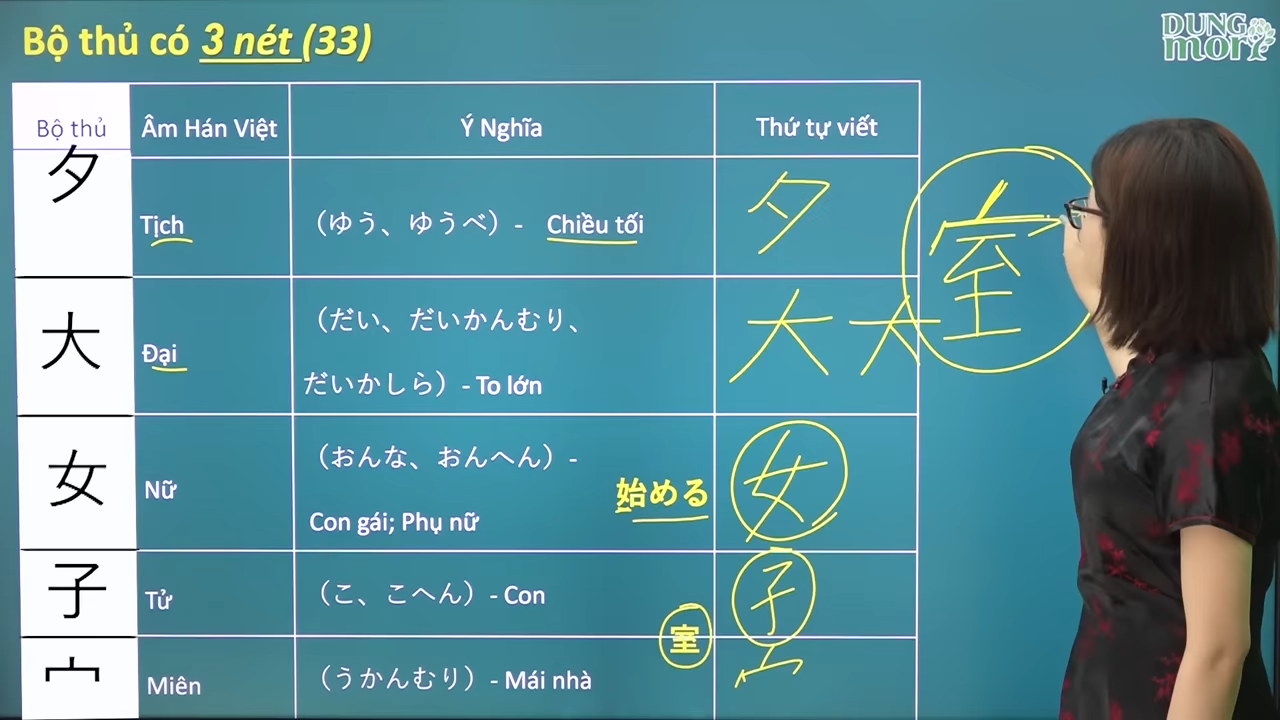 Bộ thủ có 3 nét (33)
DUNG
mori
Bộ thủ
Âm Hán Việt
Ý Nghĩa
Thứ tự viết
夕
Tịch
（ゆう、ゆうべ）- Chiều tối
夕
室
大
Đại
（だい、だいかんむり、
だいかしら）- To lớn
大 大
女
Nữ
（おんな、おんへん）-
Con gái; Phụ nữ
始める
女
子
Tử
（こ、こへん）- Con
子
室
宀
Miên
（うかんむり）- Mái nhà
宀